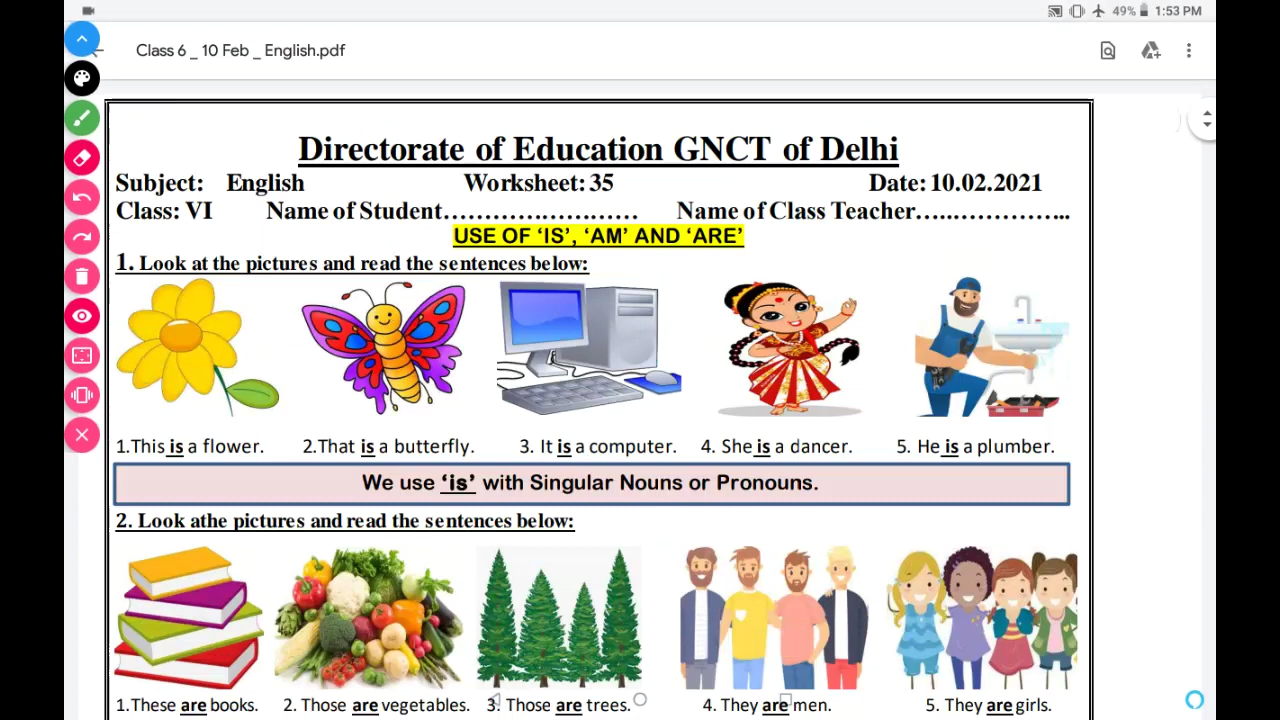 49% 1:53 PM
Class 6 _ 10 Feb _ English.pdf
Directorate of Education GNCT of Delhi
Subject: English Worksheet: 35 Date: 10.02.2021
Class: VI Name of Student………….…….…… Name of Class Teacher…..…………..
USE OF ‘IS’, ‘AM’ AND ‘ARE’
1. Look at the pictures and read the sentences below:
1.This is a flower. 2.That is a butterfly. 3. It is a computer. 4. She is a dancer. 5. He is a plumber.
We use ‘is’ with Singular Nouns or Pronouns.
2. Look athe pictures and read the sentences below:
1.These are books. 2. Those are vegetables. 3. Those are trees. 4. They are men. 5. They are girls.